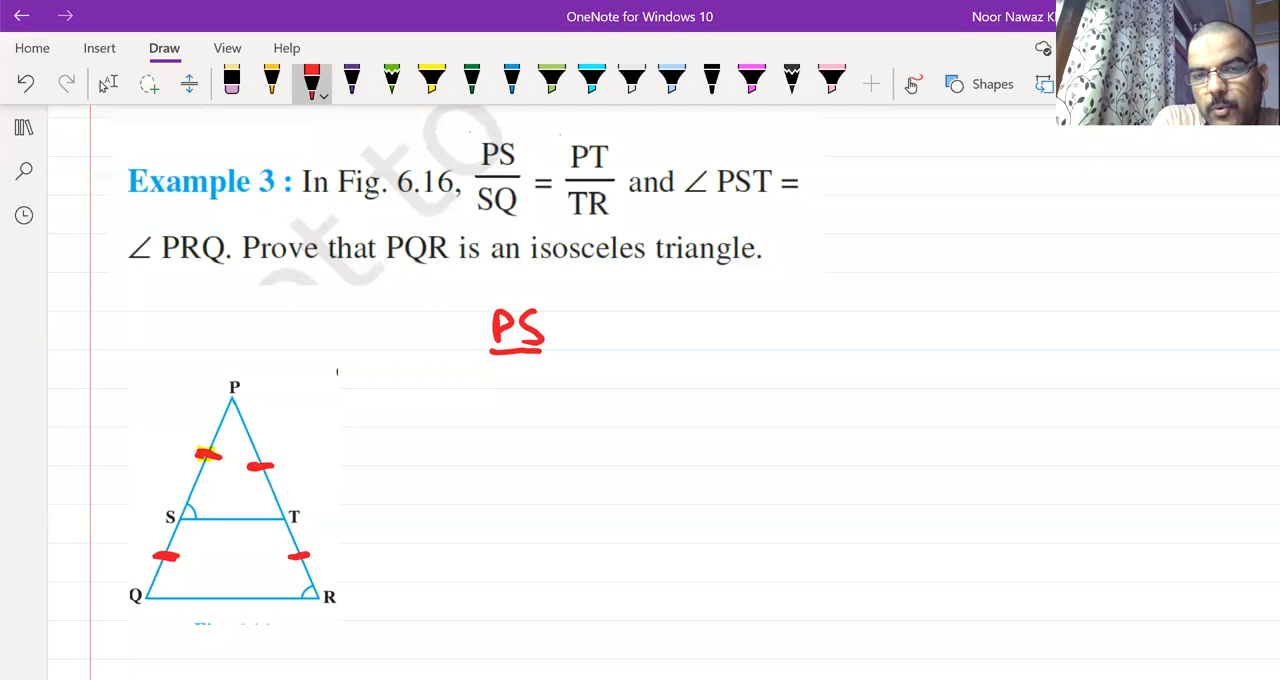 OneNote for Windows 10
Noor Nawaz K
Home Insert Draw View Help
Shapes
Example 3 : In Fig. 6.16, PS/SQ = PT/TR and ∠ PST =
∠ PRQ. Prove that PQR is an isosceles triangle.
PS
P
S T
Q R